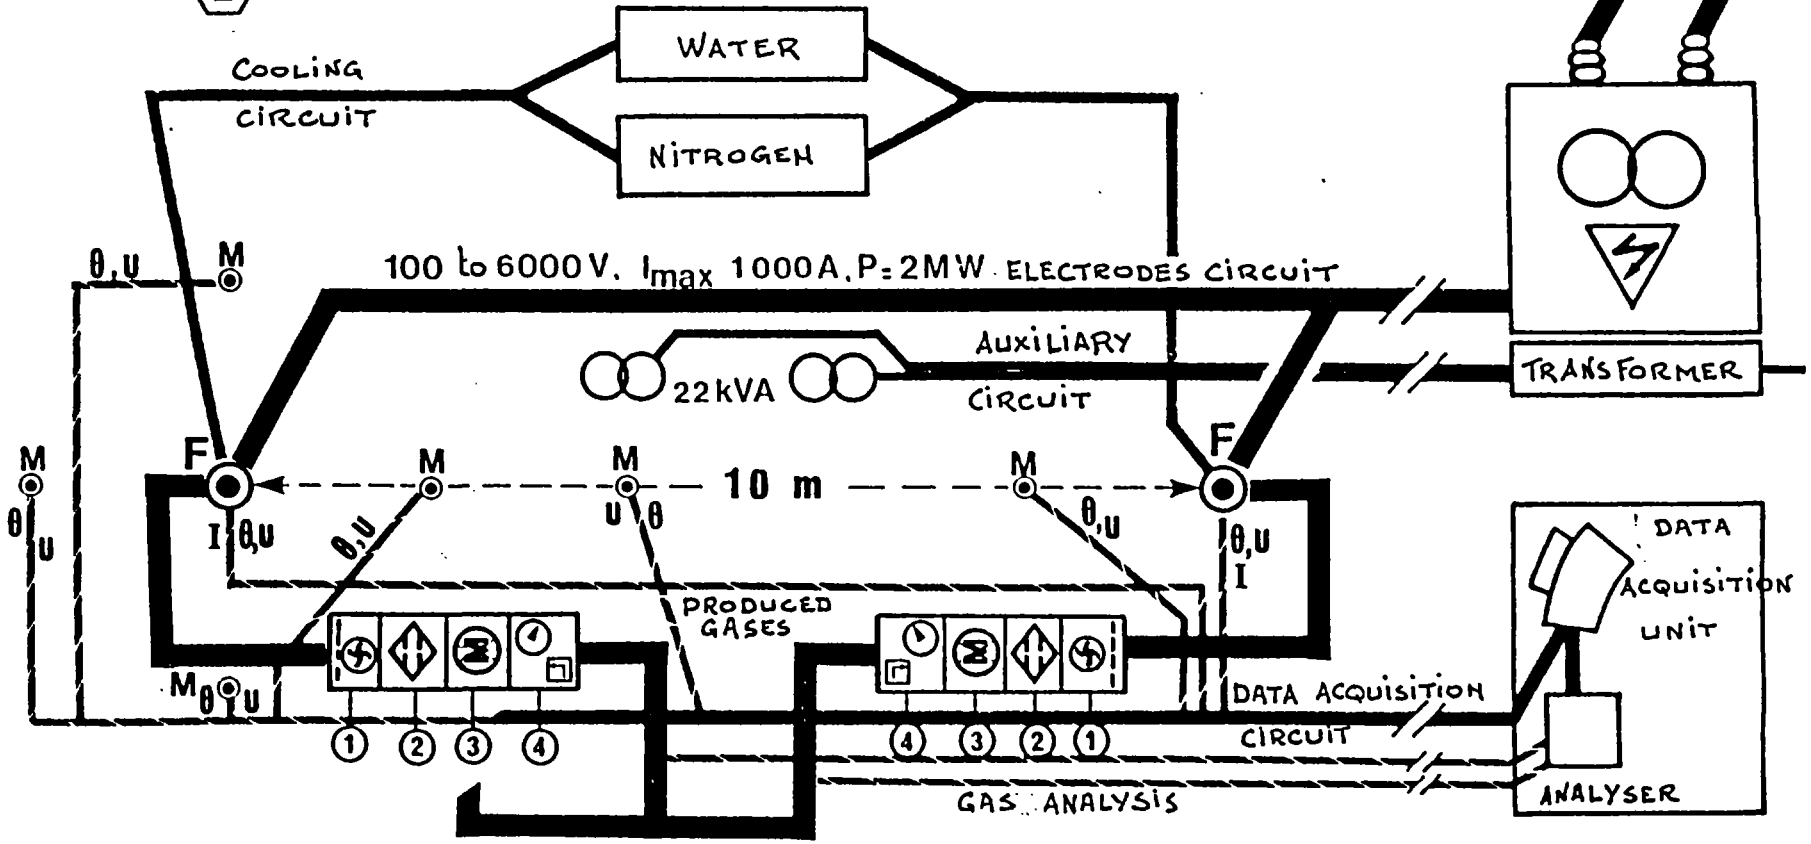 WATER
COOLING
CIRCUIT
NITROGEN
θ,U
M
100 to 6000V. Imax 1000A. P=2MW. ELECTRODES CIRCUIT
AUXILIARY
22kVA
CIRCUIT
TRANSFORMER
F
F
M
M
M
M
10 m
θ
U
I
θ,U
θ,U
U
θ
θ,U
θ,U
I
DATA
ACQUISITION
UNIT
PRODUCED
GASES
M
M
M
θ
U
DATA ACQUISITION
CIRCUIT
1
2
3
4
4
3
2
1
GAS ANALYSIS
ANALYSER